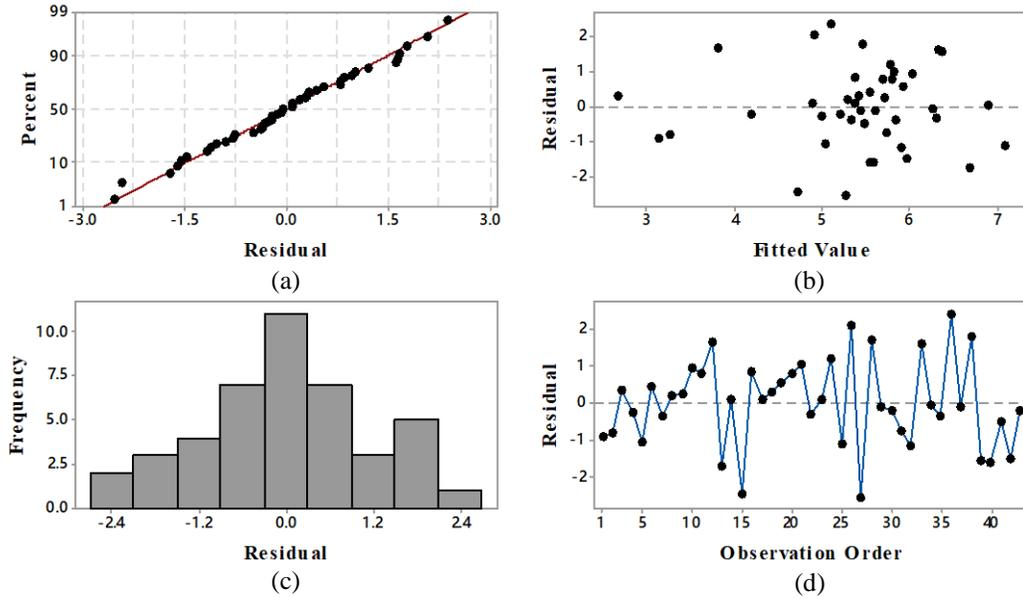 99
90
50
10
1
Percent
-3.0 -1.5 0.0 1.5 3.0
Residual
(a)
2
1
0
-1
-2
Residual
3 4 5 6 7
Fitted Value
(b)
10.0
7.5
5.0
2.5
0.0
Frequency
-2.4 -1.2 0.0 1.2 2.4
Residual
(c)
2
1
0
-1
-2
Residual
1 5 10 15 20 25 30 35 40
Observation Order
(d)